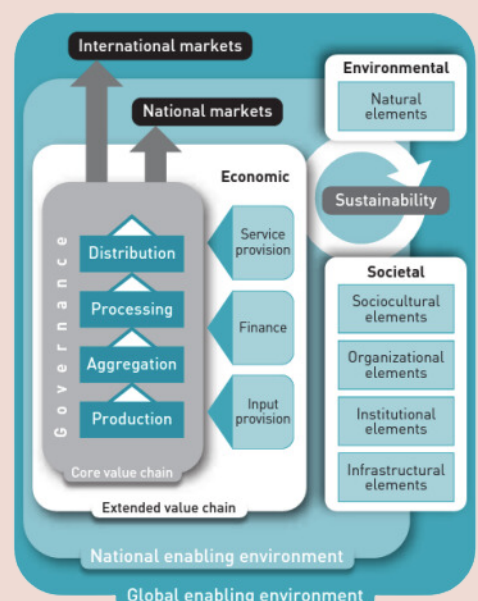 International markets
National markets
Environmental
Natural
elements
Sustainability
Economic
Governance
Distribution
Processing
Aggregation
Production
Core value chain
Service
provision
Finance
Input
provision
Extended value chain
Societal
Sociocultural
elements
Organizational
elements
Institutional
elements
Infrastructural
elements
National enabling environment
Global enabling environment